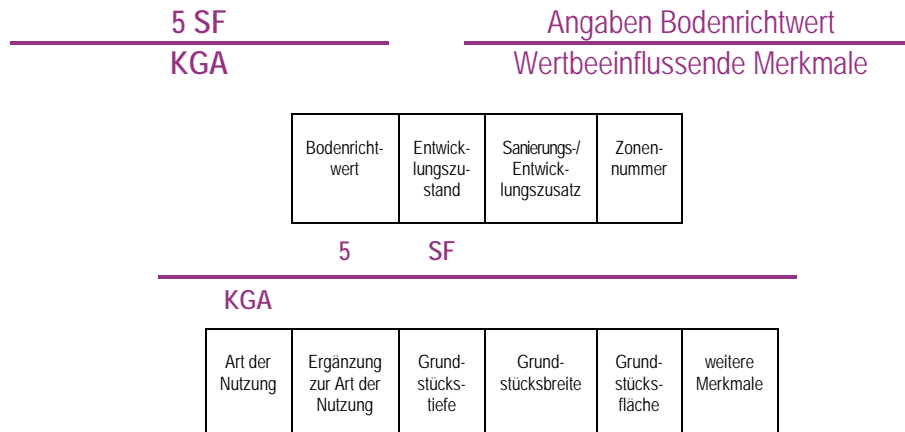 5 SF
Angaben Bodenrichtwert
KGA
Wertbeeinflussende Merkmale
Bodenricht-
wert
Entwick-
lungszu-
stand
Sanierungs-/
Entwick-
lungszusatz
Zonen-
nummer
5
SF
KGA
Art der
Nutzung
Ergänzung
zur Art der
Nutzung
Grund-
stücks-
tiefe
Grund-
stücksbreite
Grund-
stücks-
fläche
weitere
Merkmale